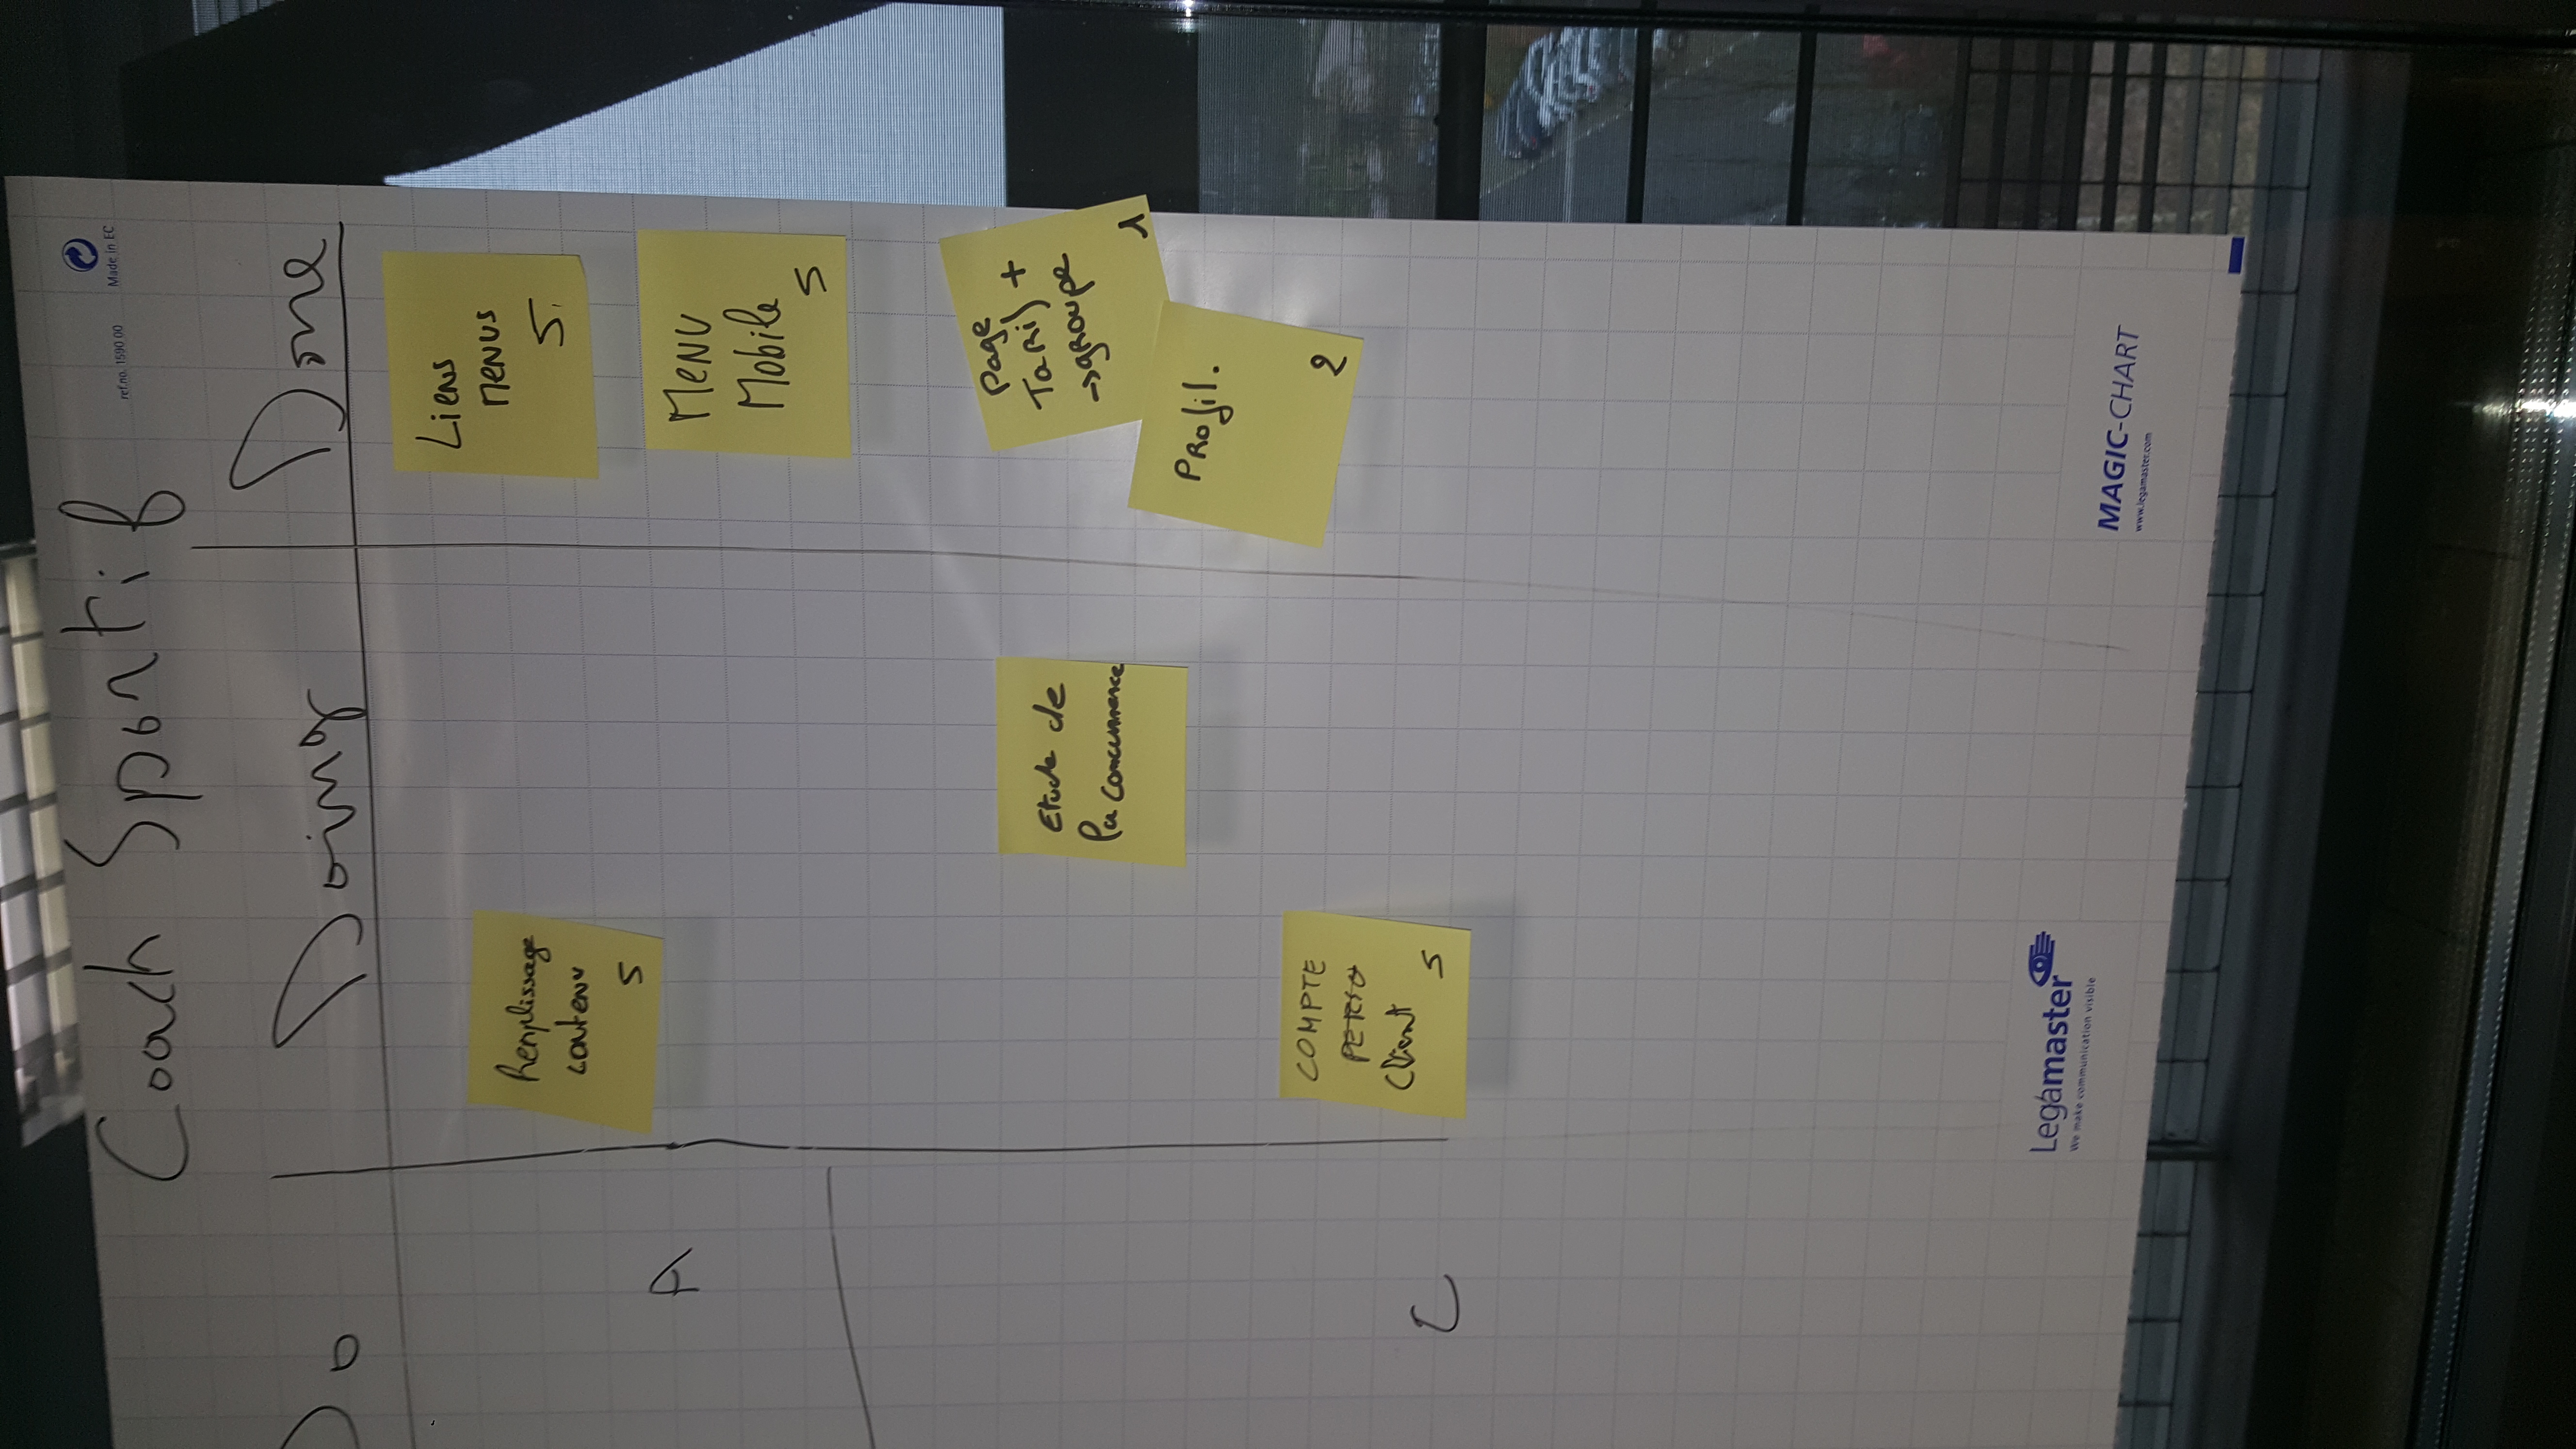 Coach Sportif
ref.no. 1590 00
Made in EC
Do
Doing
Done
Liens
MENUS
5.
Remplissage
contenu
5
A
MENU
Mobile
5
Page
TaRif +
->gRoupe
1
Etude de
la concurrence
PRofil.
2
COMPTE
PERSO
Client
5
C
Legamaster
We make communication visible
MAGIC-CHART
www.legamaster.com